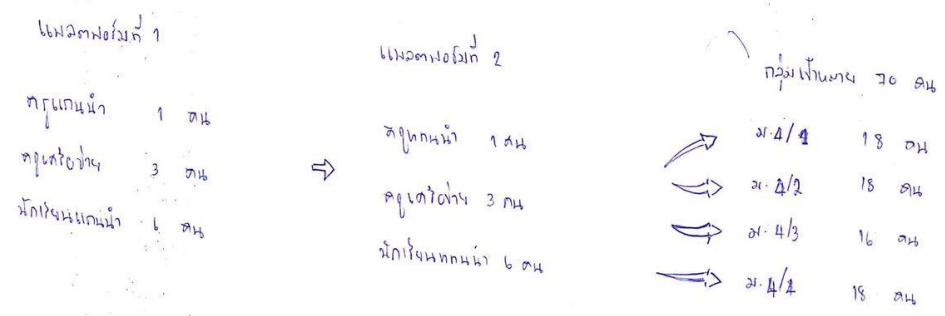 แพลตฟอร์มที่ 1
ครูแกนนำ 1 คน
ครูเครือข่าย 3 คน
นักเรียนแกนนำ 6 คน
แพลตฟอร์มที่ 2
ครูแกนนำ 1 คน
ครูเครือข่าย 3 คน
นักเรียนแกนนำ 6 คน
กลุ่มเป้าหมาย 70 คน
ม.4/1 18 คน
ม.4/2 18 คน
ม.4/3 16 คน
18 คน